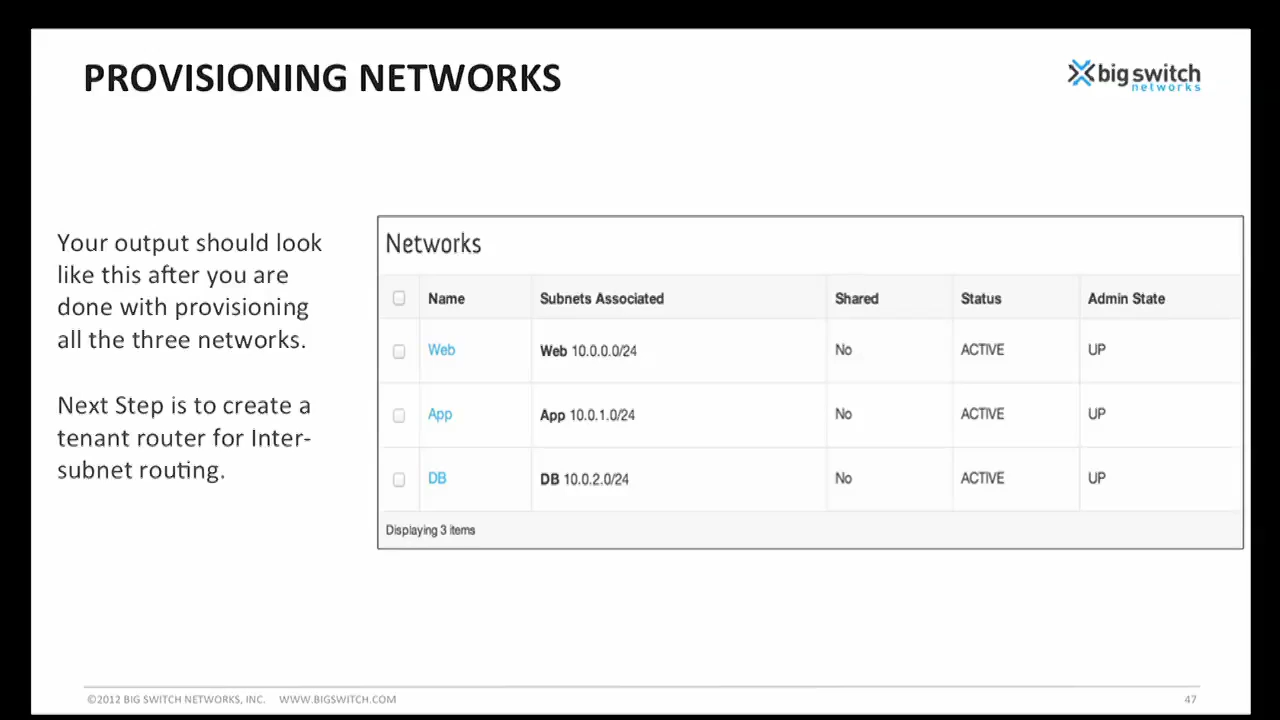 PROVISIONING NETWORKS
big switch
networks
Your output should look
like this after you are
done with provisioning
all the three networks.
Next Step is to create a
tenant router for Inter-
subnet routing.
Networks
Name Subnets Associated Shared Status Admin State
Web Web 10.0.0.0/24 No ACTIVE UP
App App 10.0.1.0/24 No ACTIVE UP
DB DB 10.0.2.0/24 No ACTIVE UP
Displaying 3 items
©2012 BIG SWITCH NETWORKS, INC. WWW.BIGSWITCH.COM 47